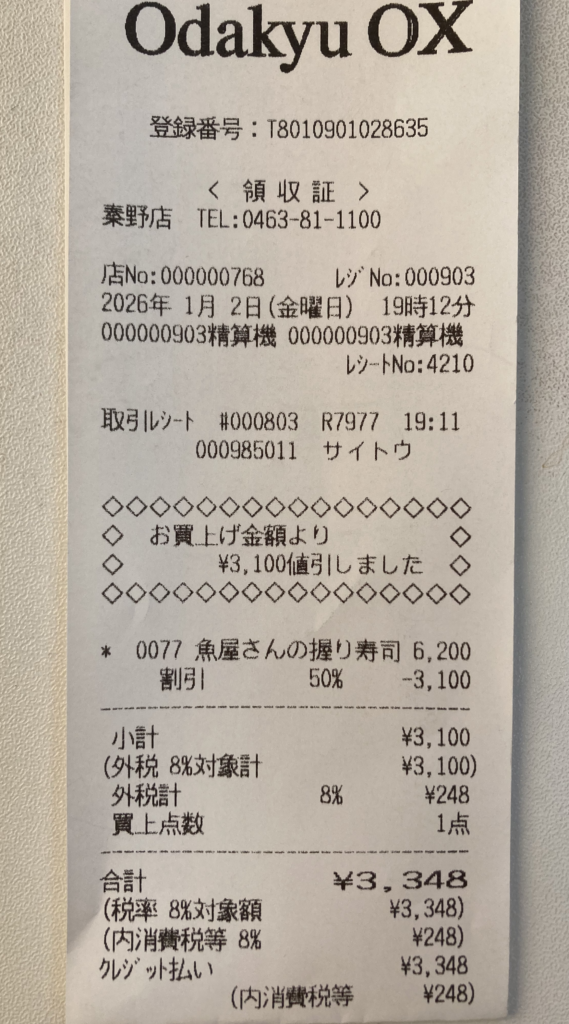 Odakyu OX
登録番号：T8010901028635
< 領 収 証 >
秦野店 TEL:0463-81-1100
店No:000000768 ﾚｼﾞNo:000903
2026年 1月 2日(金曜日) 19時12分
000000903精算機 000000903精算機
ﾚｼｰﾄNo:4210
取引ﾚｼｰﾄ #000803 R7977 19:11
000985011 サイトウ
◇◇◇◇◇◇◇◇◇◇◇◇◇◇◇◇
◇ お買上げ金額より ◇
◇ ¥3,100値引しました ◇
◇◇◇◇◇◇◇◇◇◇◇◇◇◇◇◇
* 0077 魚屋さんの握り寿司 6,200
割引 50% -3,100
小計 ¥3,100
(外税 8%対象計 ¥3,100)
外税計 8% ¥248
買上点数 1点
合計 ¥3,348
(税率 8%対象額 ¥3,348)
(内消費税等 8% ¥248)
ｸﾚｼﾞｯﾄ払い ¥3,348
(内消費税等 ¥248)